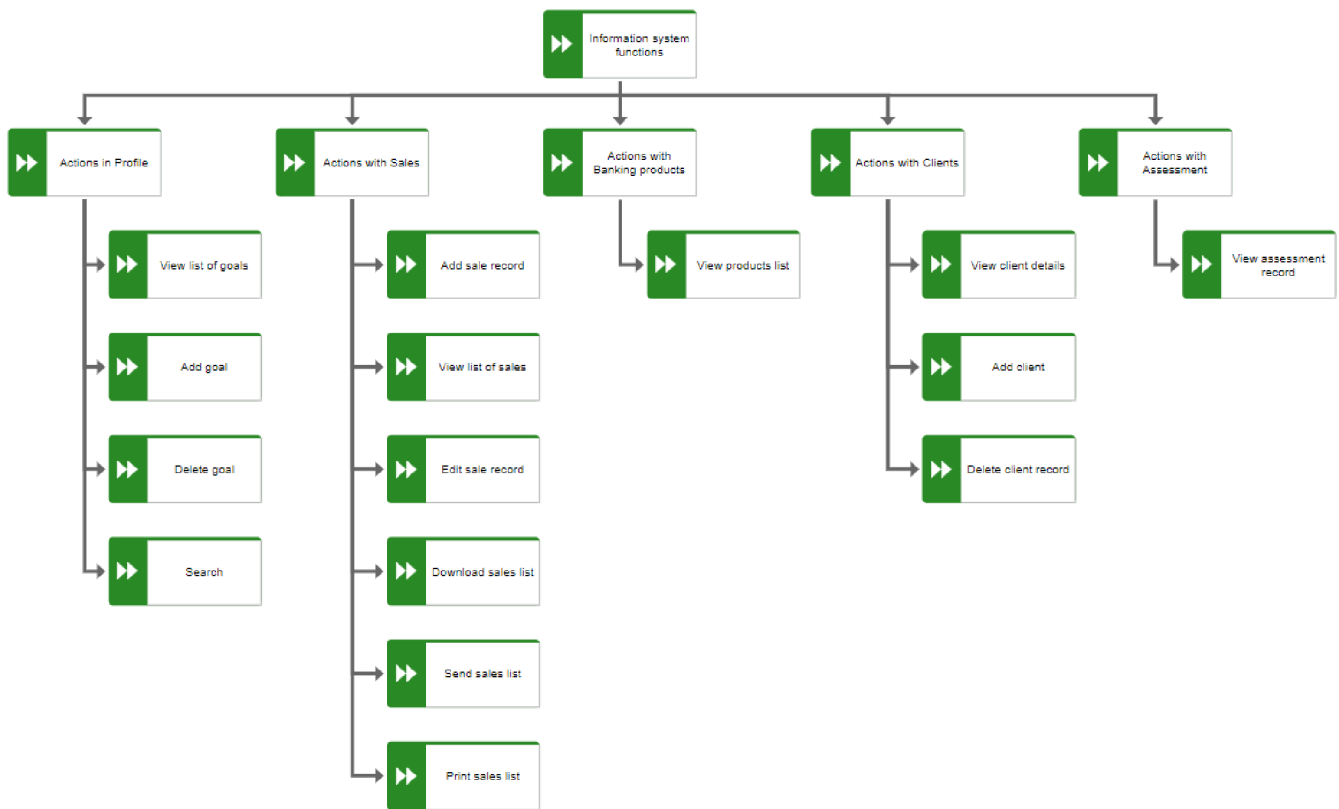 Information system
functions
Actions in Profile
Actions with Sales
Actions with
Banking products
Actions with Clients
Actions with
Assessment
View list of goals
Add sale record
View products list
View client details
View assessment
record
Add goal
View list of sales
Add client
Delete goal
Edit sale record
Delete client record
Search
Download sales list
Send sales list
Print sales list